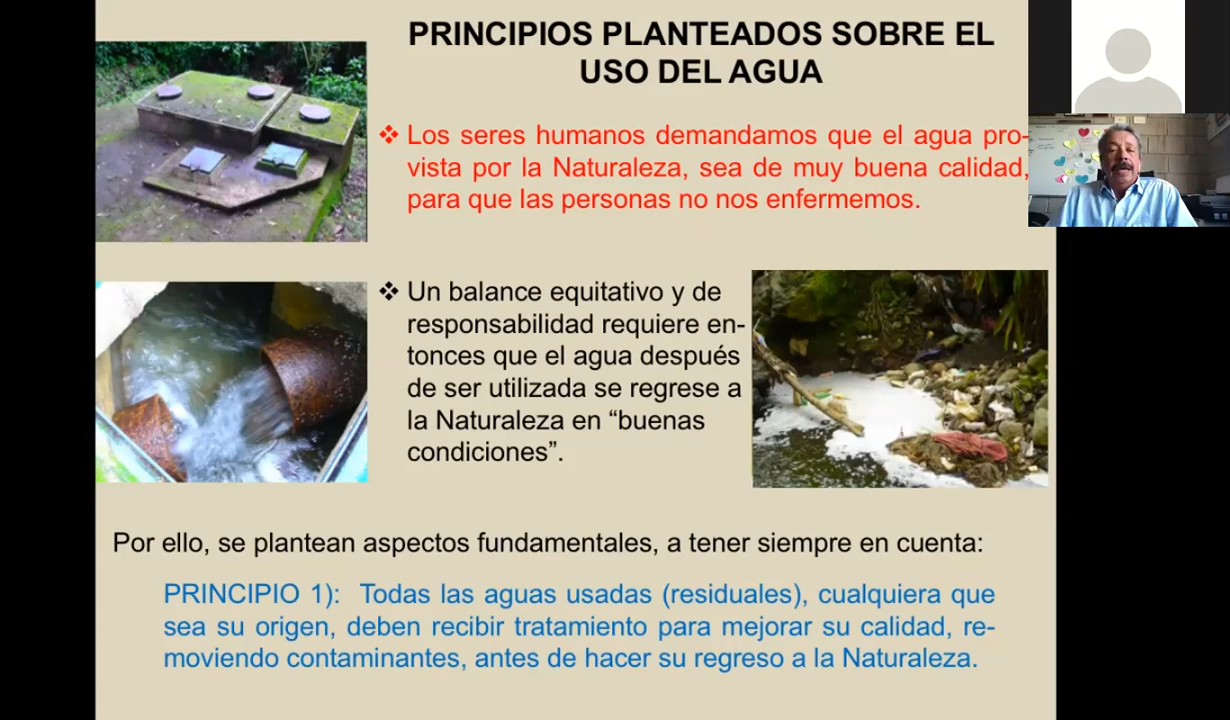 PRINCIPIOS PLANTEADOS SOBRE EL
USO DEL AGUA
❖ Los seres humanos demandamos que el agua pro-
vista por la Naturaleza, sea de muy buena calidad,
para que las personas no nos enfermemos.
❖ Un balance equitativo y de
responsabilidad requiere en-
tonces que el agua después
de ser utilizada se regrese a
la Naturaleza en “buenas
condiciones”.
Por ello, se plantean aspectos fundamentales, a tener siempre en cuenta:
PRINCIPIO 1): Todas las aguas usadas (residuales), cualquiera que
sea su origen, deben recibir tratamiento para mejorar su calidad, re-
moviendo contaminantes, antes de hacer su regreso a la Naturaleza.